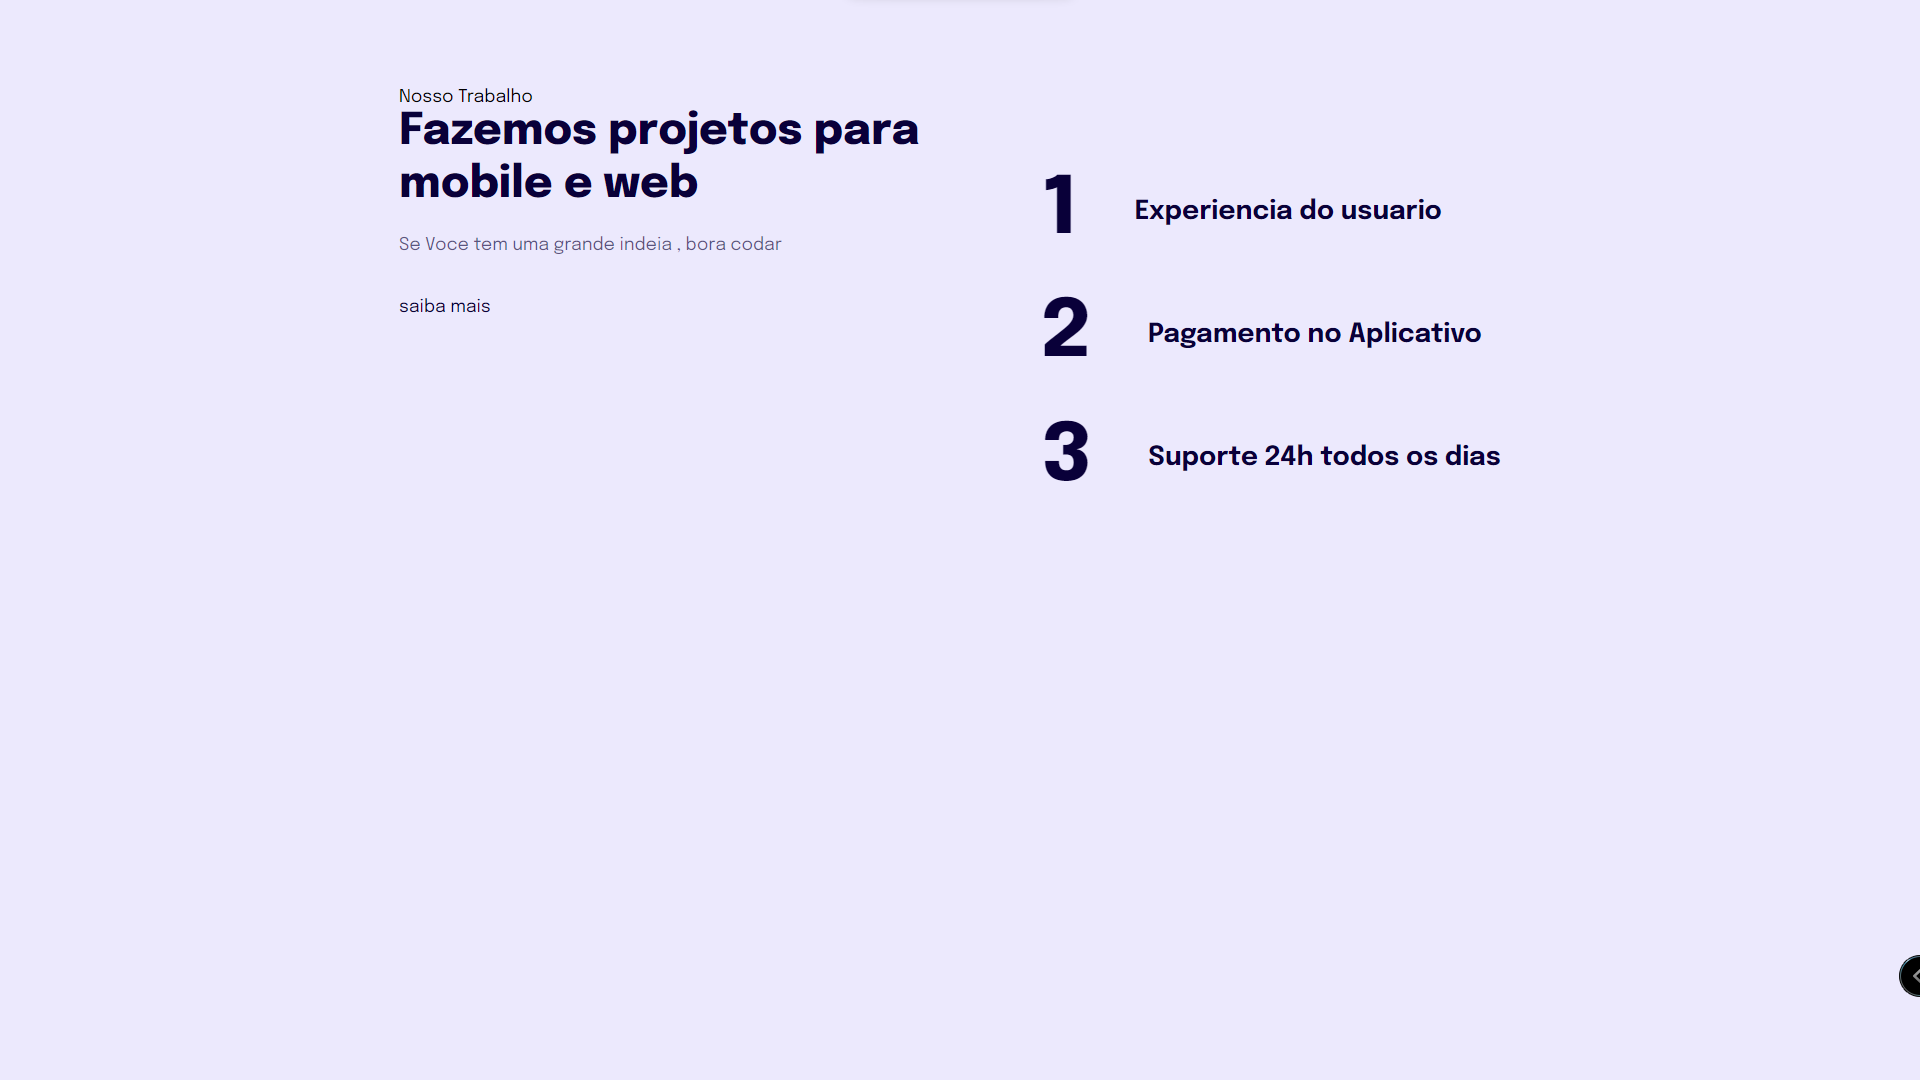 Nosso Trabalho
Fazemos projetos para
mobile e web
Se Voce tem uma grande indeia , bora codar
saiba mais
1 Experiencia do usuario
2 Pagamento no Aplicativo
3 Suporte 24h todos os dias